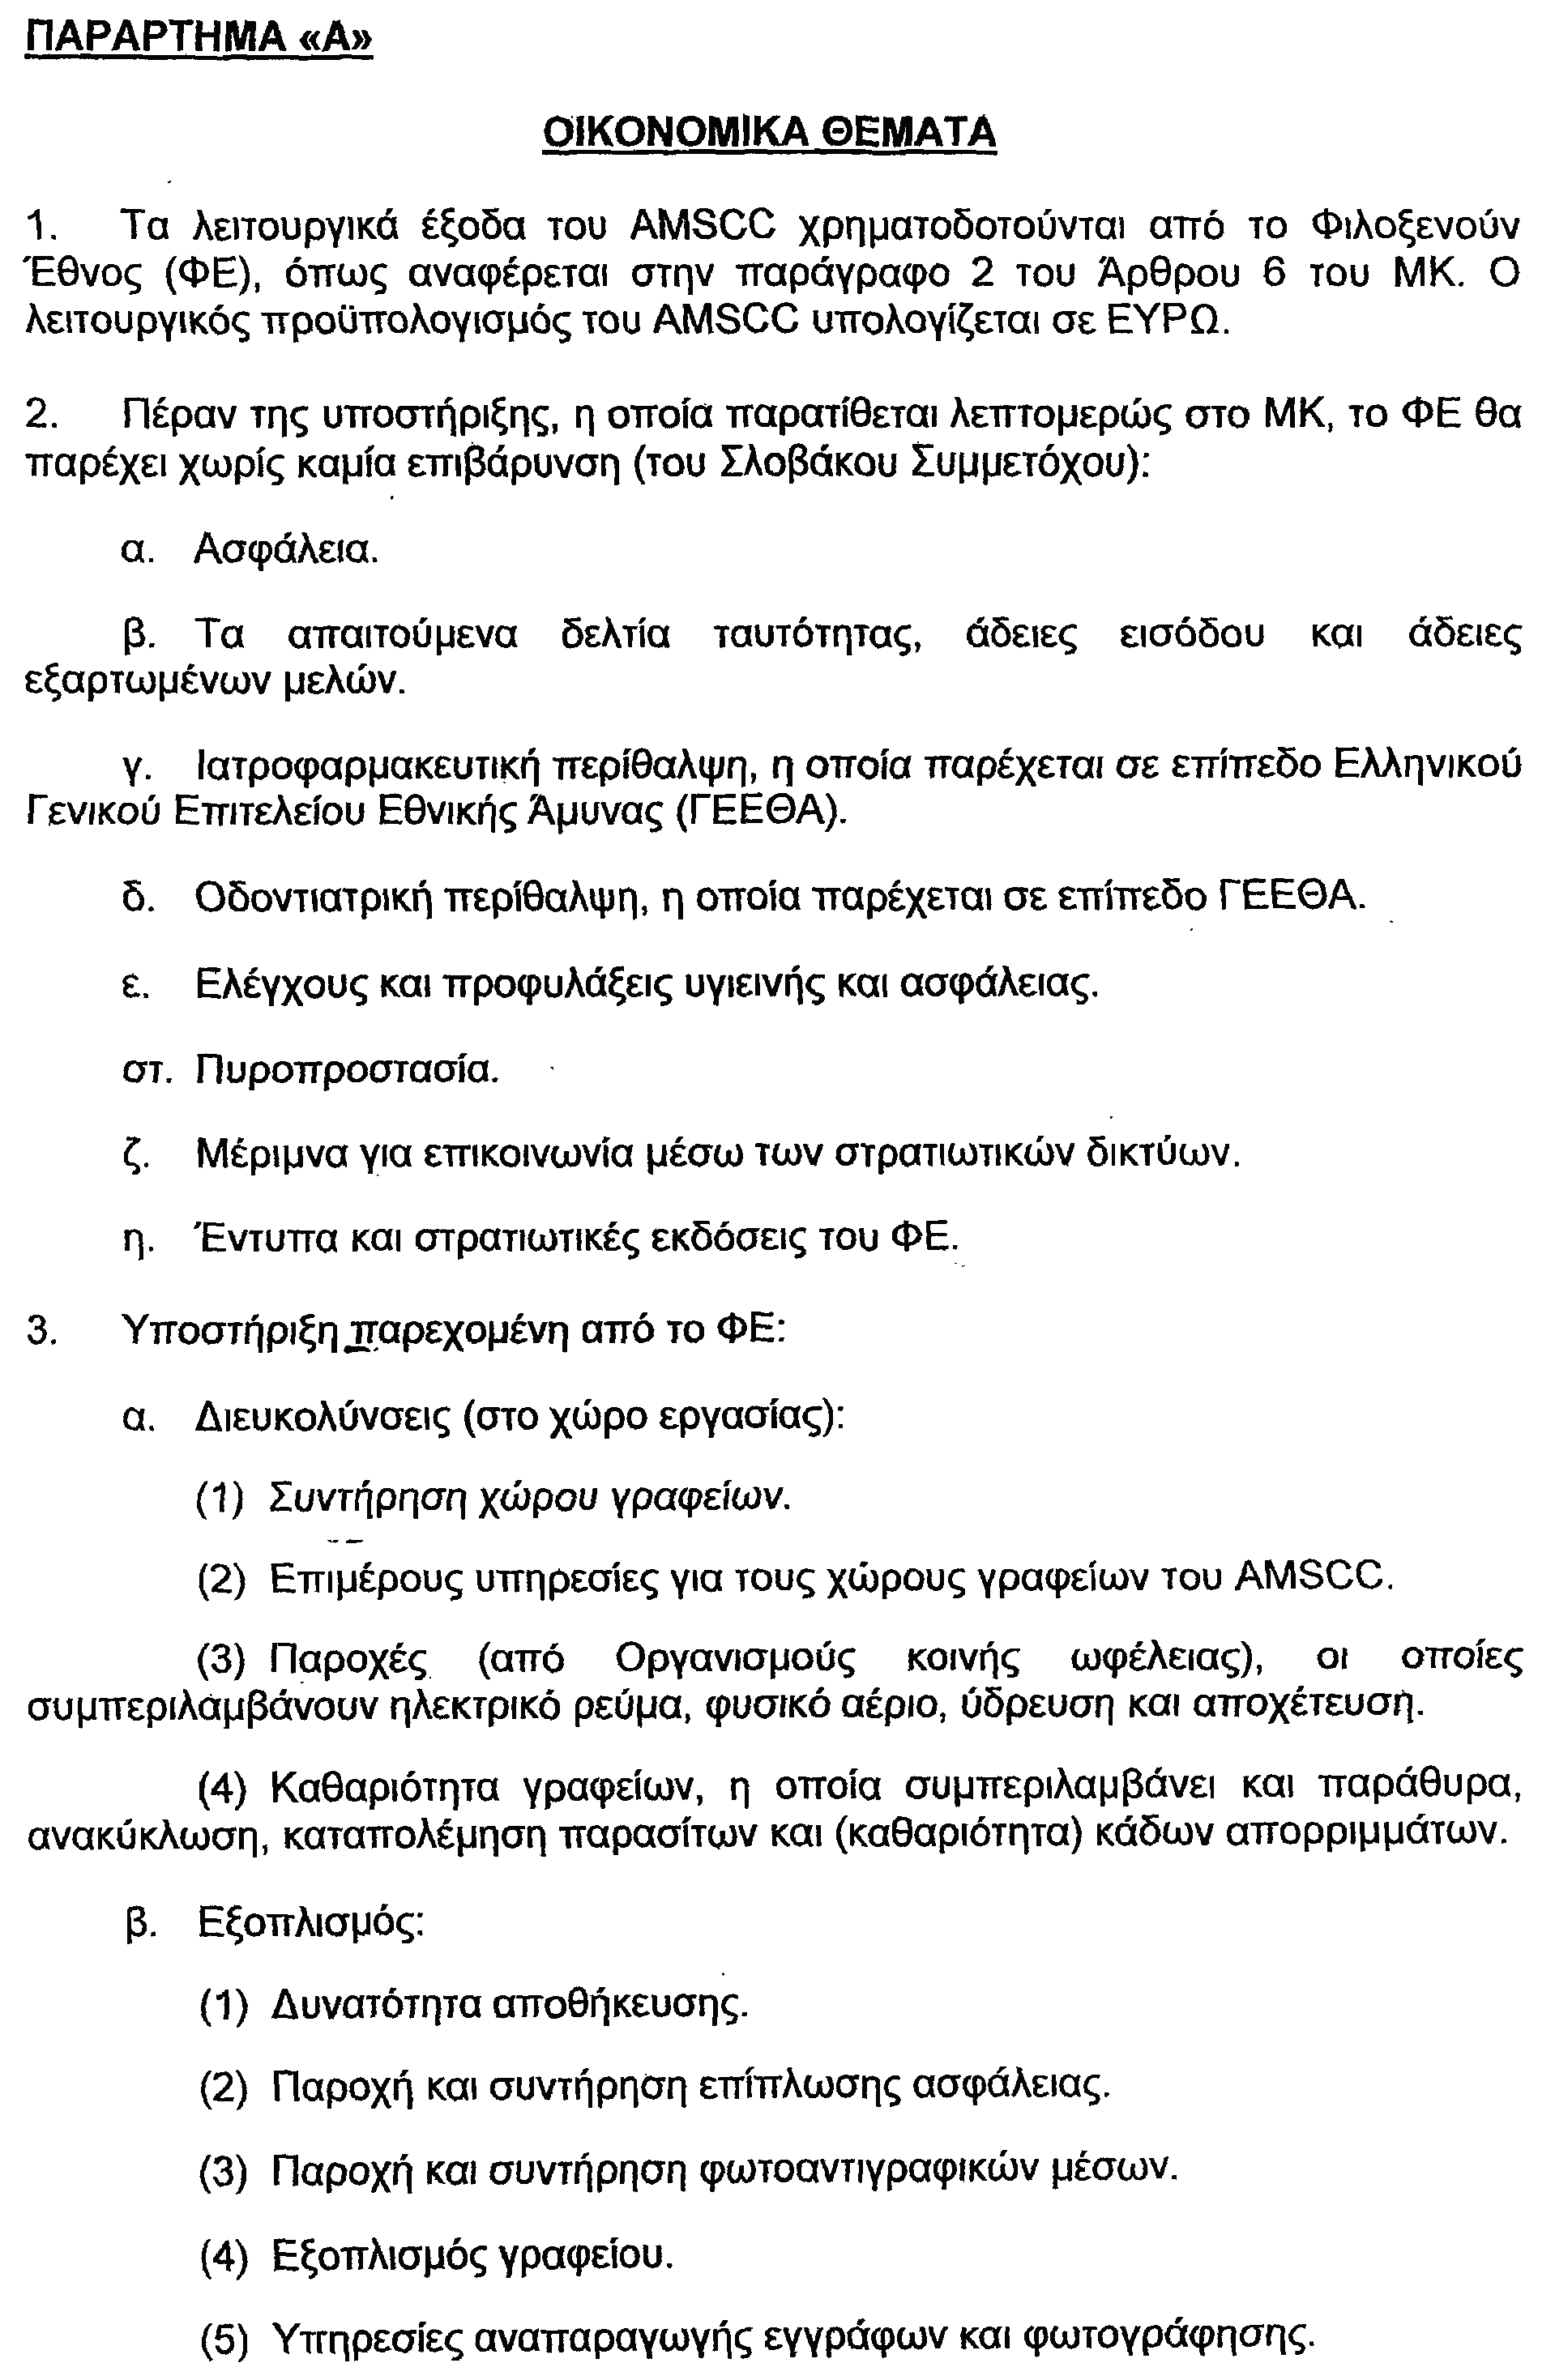 ΠΑΡΑΡΤΗΜΑ «Α»
ΟΙΚΟΝΟΜΙΚΑ ΘΕΜΑΤΑ
1. Τα λειτουργικά έξοδα του AMSCC χρηματοδοτούνται από το Φιλοξενούν
Έθνος (ΦΕ), όπως αναφέρεται στην παράγραφο 2 του Άρθρου 6 του ΜΚ. Ο
λειτουργικός προϋπολογισμός του AMSCC υπολογίζεται σε ΕΥΡΩ.
2. Πέραν της υποστήριξης, η οποία παρατίθεται λεπτομερώς στο ΜΚ, το ΦΕ θα
παρέχει χωρίς καμία επιβάρυνση (του Σλοβάκου Συμμετόχου):
α. Ασφάλεια.
β. Τα απαιτούμενα δελτία ταυτότητας, άδειες εισόδου και άδειες
εξαρτωμένων μελών.
γ. Ιατροφαρμακευτική περίθαλψη, η οποία παρέχεται σε επίπεδο Ελληνικού
Γενικού Επιτελείου Εθνικής Άμυνας (ΓΕΕΘΑ).
δ. Οδοντιατρική περίθαλψη, η οποία παρέχεται σε επίπεδο ΓΕΕΘΑ.
ε. Ελέγχους και προφυλάξεις υγιεινής και ασφάλειας.
στ. Πυροπροστασία.
ζ. Μέριμνα για επικοινωνία μέσω των στρατιωτικών δικτύων.
η. Έντυπα και στρατιωτικές εκδόσεις του ΦΕ.
3. Υποστήριξη παρεχομένη από το ΦΕ:
α. Διευκολύνσεις (στο χώρο εργασίας):
(1) Συντήρηση χώρου γραφείων.
(2) Επιμέρους υπηρεσίες για τους χώρους γραφείων του AMSCC.
(3) Παροχές (από Οργανισμούς κοινής ωφέλειας), οι οποίες
συμπεριλαμβάνουν ηλεκτρικό ρεύμα, φυσικό αέριο, ύδρευση και αποχέτευση.
(4) Καθαριότητα γραφείων, η οποία συμπεριλαμβάνει και παράθυρα,
ανακύκλωση, καταπολέμηση παρασίτων και (καθαριότητα) κάδων απορριμμάτων.
β. Εξοπλισμός:
(1) Δυνατότητα αποθήκευσης.
(2) Παροχή και συντήρηση επίπλωσης ασφάλειας.
(3) Παροχή και συντήρηση φωτοαντιγραφικών μέσων.
(4) Εξοπλισμός γραφείου.
(5) Υπηρεσίες αναπαραγωγής εγγράφων και φωτογράφησης.